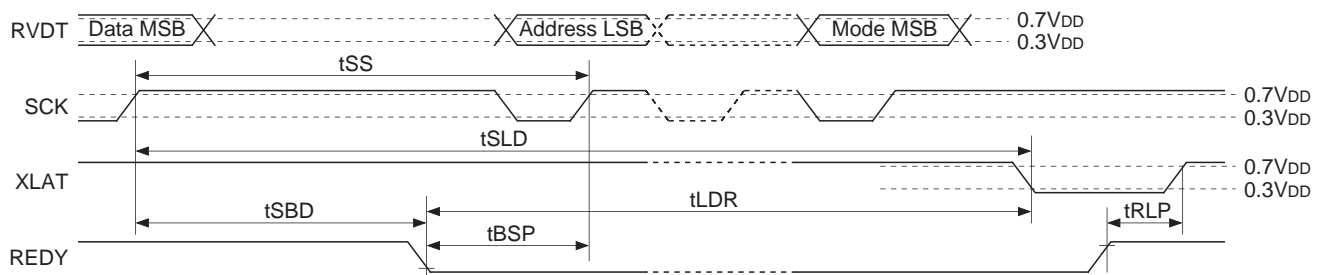 RVDT Data MSB Address LSB Mode MSB 0.7VDD
0.3VDD
tSS
SCK 0.7VDD
0.3VDD
tSLD
XLAT 0.7VDD
0.3VDD
tSBD tLDR tRLP
tBSP
REDY